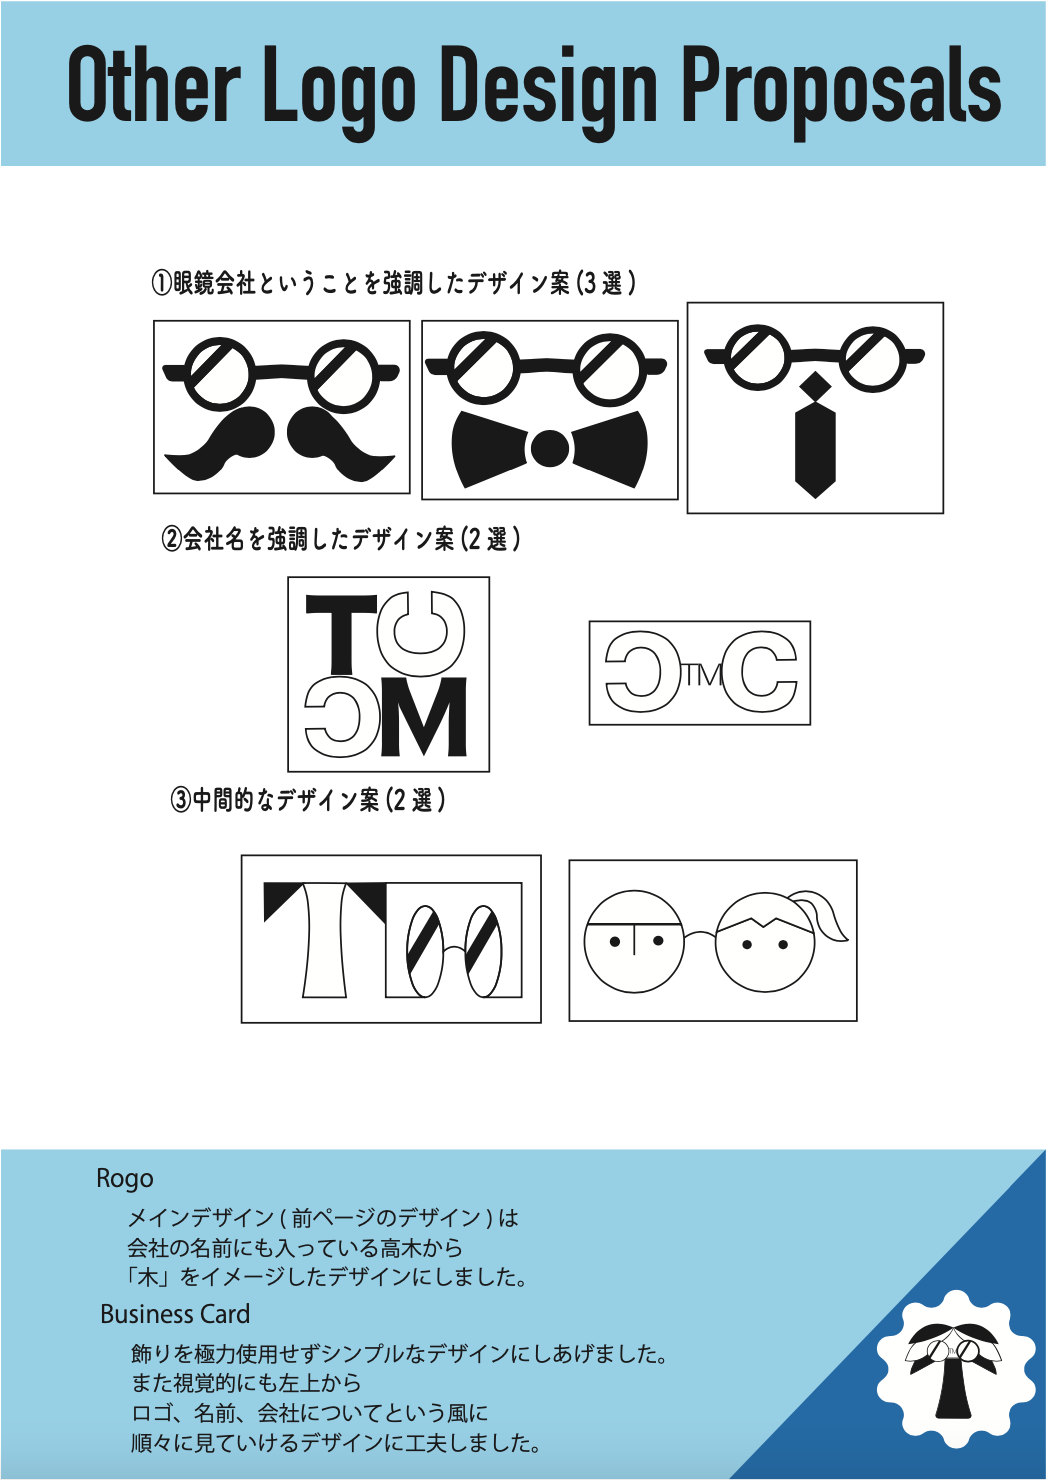 Other Logo Design Proposals
①眼鏡会社ということを強調したデザイン案(3 選 )
②会社名を強調したデザイン案(2 選 )
TC
CM
CTMC
③中間的なデザイン案(2 選 )
Tm
Rogo
メインデザイン ( 前ページのデザイン ) は
会社の名前にも入っている高木から
「木」をイメージしたデザインにしました。
Business Card
飾りを極力使用せずシンプルなデザインにしあげました。
また視覚的にも左上から
ロゴ、名前、会社についてという風に
順々に見ていけるデザインに工夫しました。
TM